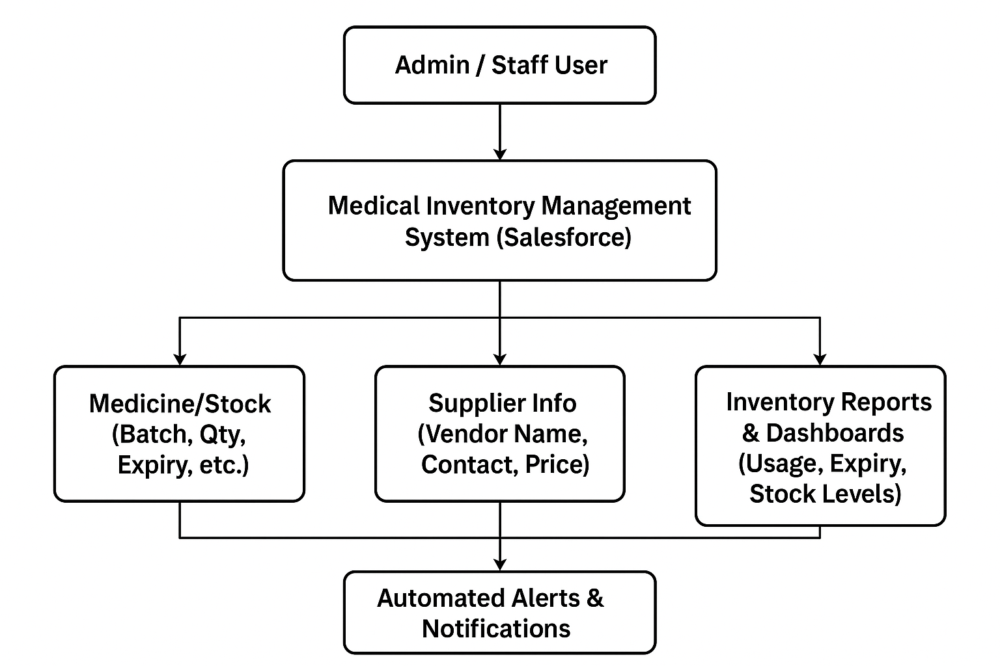 Admin / Staff User
Medical Inventory Management
System (Salesforce)
Medicine/Stock
(Batch, Qty,
Expiry, etc.)
Supplier Info
(Vendor Name,
Contact, Price)
Inventory Reports
& Dashboards
(Usage, Expiry,
Stock Levels)
Automated Alerts &
Notifications